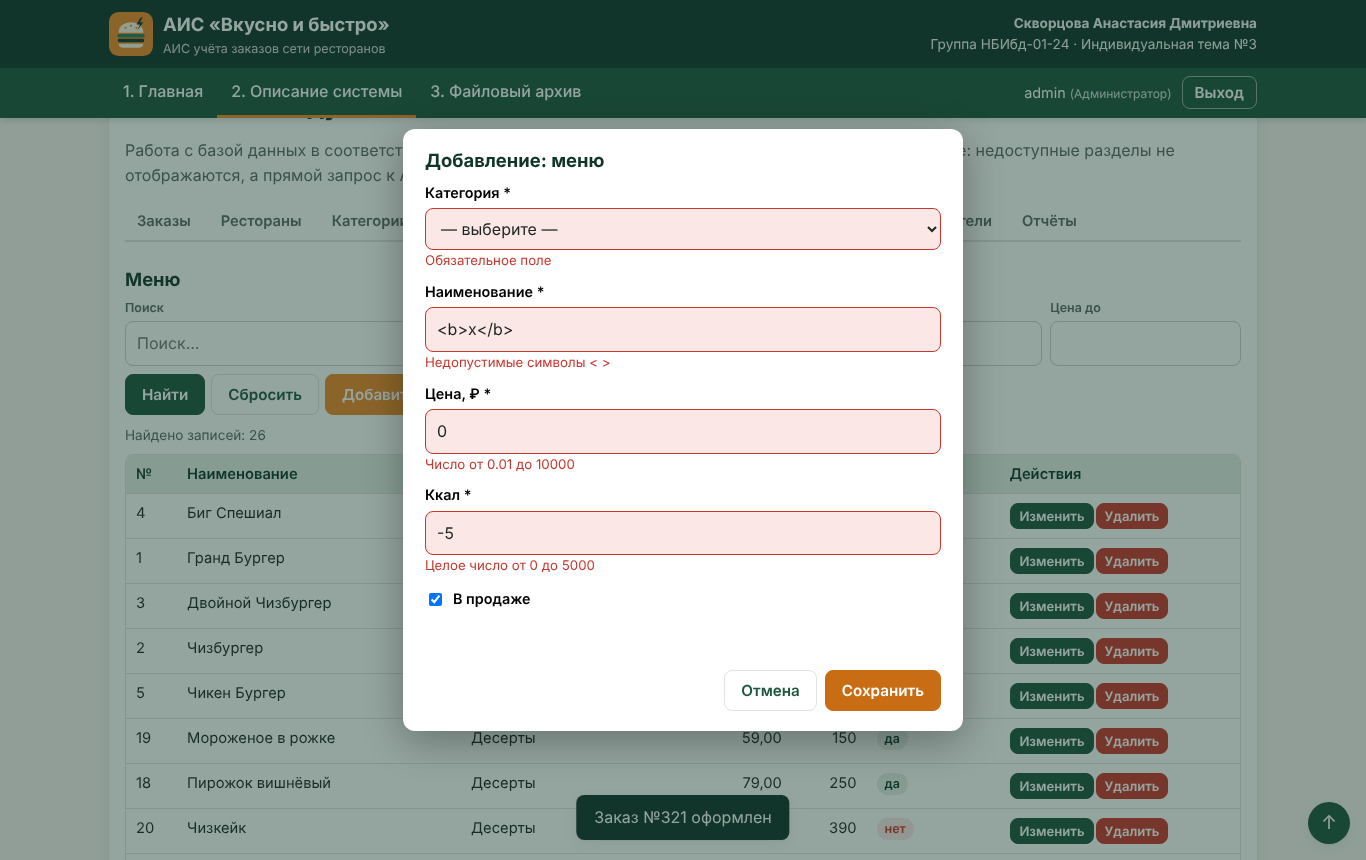 АИС «Вкусно и быстро»
АИС учёта заказов сети ресторанов
Скворцова Анастасия Дмитриевна
Группа НБИбд-01-24 · Индивидуальная тема №3
1. Главная
2. Описание системы
3. Файловый архив
admin (Администратор)
Выход
Работа с базой данных в соответст
е: недоступные разделы не
отображаются, а прямой запрос к
Заказы
Рестораны
Категории
тели
Отчёты
Меню
Поиск
Цена до
Поиск...
Найти
Сбросить
Добавит
Найдено записей: 26
№
Наименование
Действия
4
Биг Спешиал
Изменить
Удалить
1
Гранд Бургер
Изменить
Удалить
3
Двойной Чизбургер
Изменить
Удалить
2
Чизбургер
Изменить
Удалить
5
Чикен Бургер
Изменить
Удалить
19
Мороженое в рожке
Десерты
59,00
150
да
Изменить
Удалить
18
Пирожок вишнёвый
Десерты
79,00
250
да
Изменить
Удалить
20
Чизкейк
Десерты
390
нет
Изменить
Удалить
Добавление: меню
Категория *
— выберите —
Обязательное поле
Наименование *
<b>x</b>
Недопустимые символы < >
Цена, ₽ *
0
Число от 0.01 до 10000
Ккал *
-5
Целое число от 0 до 5000
В продаже
Отмена
Сохранить
Заказ №321 оформлен